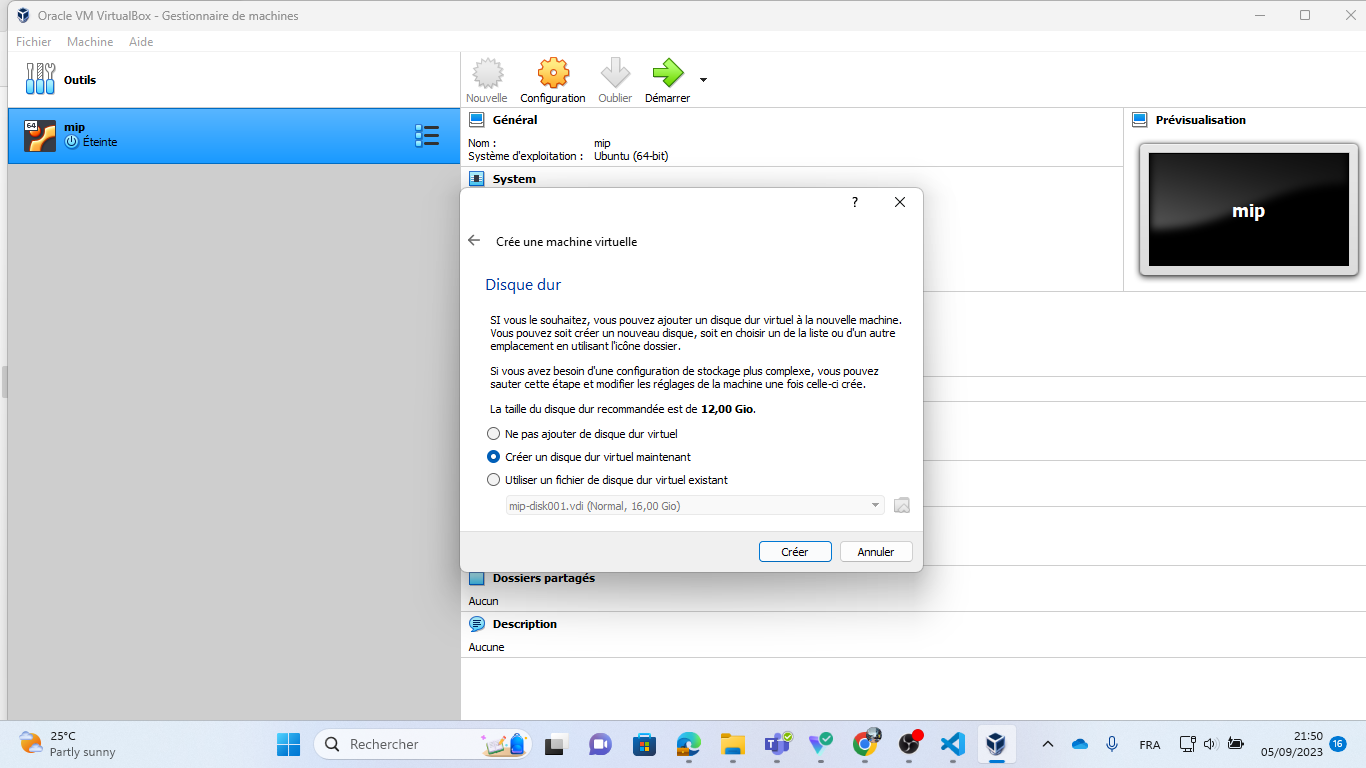 Oracle VM VirtualBox - Gestionnaire de machines
Fichier Machine Aide
Outils
Nouvelle Configuration Oublier Démarrer
64
mip
Éteinte
Général
Nom : mip
Système d'exploitation : Ubuntu (64-bit)
System
Prévisualisation
mip
?
Crée une machine virtuelle
Disque dur
SI vous le souhaitez, vous pouvez ajouter un disque dur virtuel à la nouvelle machine.
Vous pouvez soit créer un nouveau disque, soit en choisir un de la liste ou d'un autre
emplacement en utilisant l'icône dossier.
Si vous avez besoin d'une configuration de stockage plus complexe, vous pouvez
sauter cette étape et modifier les réglages de la machine une fois celle-ci crée.
La taille du disque dur recommandée est de 12,00 Gio.
Ne pas ajouter de disque dur virtuel
Créer un disque dur virtuel maintenant
Utiliser un fichier de disque dur virtuel existant
mip-disk001.vdi (Normal, 16,00 Gio)
Créer Annuler
Dossiers partagés
Aucun
Description
Aucune
25°C
Partly sunny
Rechercher
FRA
21:50
05/09/2023
16